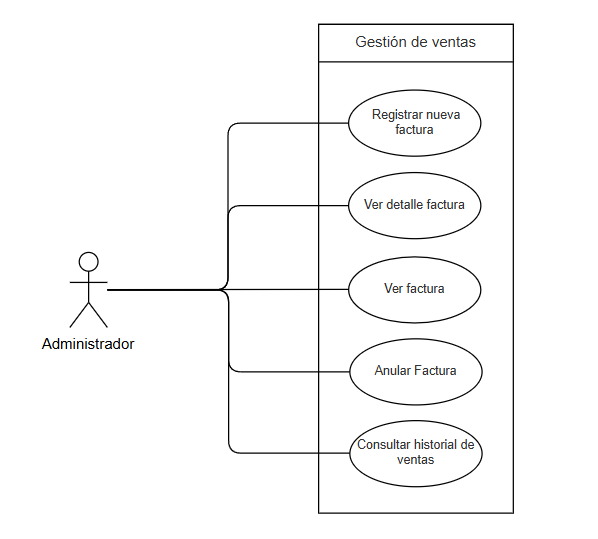 Gestión de ventas
Registrar nueva
factura
Ver detalle factura
Ver factura
Administrador
Anular Factura
Consultar historial de
ventas